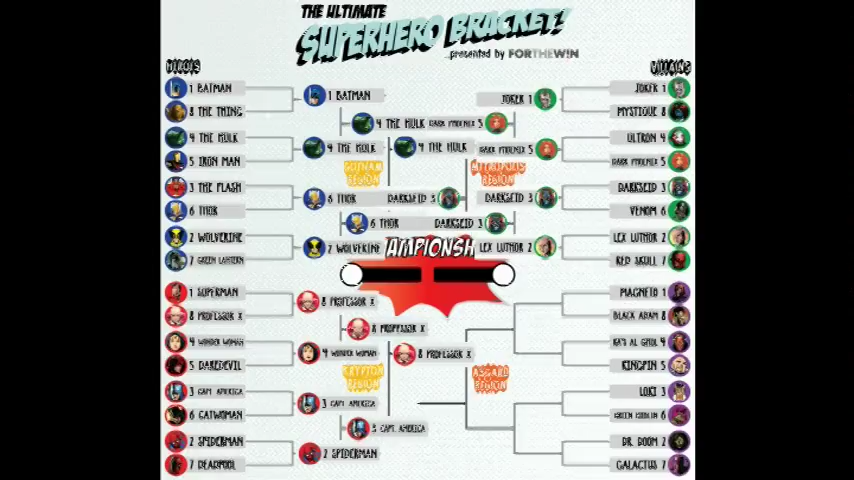 THE ULTIMATE
SUPERHERO BRACKET!
...presented by FORTHEWIN
HEROES
VILLAINS
1 BATMAN
8 THE THING
4 THE HULK
5 IRON MAN
3 THE FLASH
6 THOR
2 WOLVERINE
7 GREEN LANTERN
1 SUPERMAN
8 PROFESSOR X
4 WONDER WOMAN
5 DAREDEVIL
3 CAPT. AMERICA
6 CATWOMAN
2 SPIDERMAN
7 DEADPOOL
1 BATMAN
4 THE HULK
6 THOR
2 WOLVERINE
8 PROFESSOR X
4 WONDER WOMAN
3 CAPT. AMERICA
2 SPIDERMAN
4 THE HULK
6 THOR
8 PROFESSOR X
3 CAPT. AMERICA
4 THE HULK
8 PROFESSOR X
GOTHAM
REGION
KRYPTON
REGION
AMPIONSH
METROPOLIS
REGION
ASGARD
REGION
DARKSEID 3
DARK PHOENIX 5
DARKSEID 3
JOKER 1
DARK PHOENIX 5
DARKSEID 3
LEX LUTHOR 2
JOKER 1
MYSTIQUE 8
ULTRON 4
DARK PHOENIX 5
DARKSEID 3
VENOM 6
LEX LUTHOR 2
RED SKULL 7
MAGNETO 1
BLACK ADAM 8
RA'S AL GHUL 4
KINGPIN 5
LOKI 3
GREEN GOBLIN 6
DR. DOOM 2
GALACTUS 7